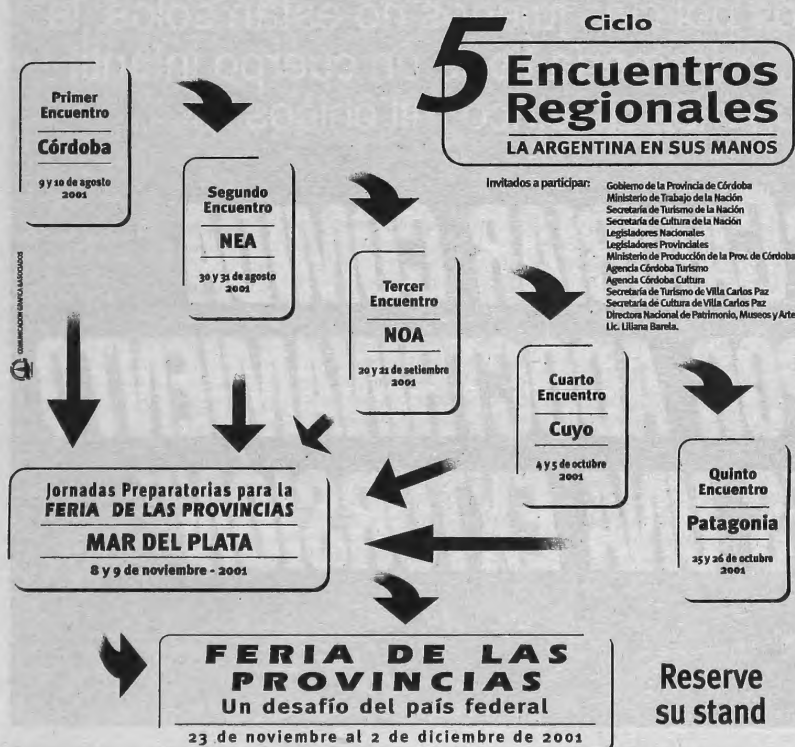 Ciclo
5 Encuentros
Regionales
LA ARGENTINA EN SUS MANOS
Invitados a participar:
Gobierno de la Provincia de Córdoba
Ministerio de Trabajo de la Nación
Secretaría de Turismo de la Nación
Secretaría de Cultura de la Nación
Legisladores Nacionales
Legisladores Provinciales
Ministerio de Producción de la Prov. de Córdoba
Agencia Córdoba Turismo
Agencia Córdoba Cultura
Secretaría de Turismo de Villa Carlos Paz
Secretaría de Cultura de Villa Carlos Paz
Directora Nacional de Patrimonio, Museos y Arte
Lic. Liliana Barela.
Primer
Encuentro
Córdoba
9 y 10 de agosto
2001
Segundo
Encuentro
NEA
30 y 31 de agosto
2001
Tercer
Encuentro
NOA
20 y 21 de setiembre
2001
Cuarto
Encuentro
Cuyo
4 y 5 de octubre
2001
Quinto
Encuentro
Patagonia
25 y 26 de octubre
2001
COMUNICACION GRAFICA & ASOCIADOS
Jornadas Preparatorias para la
FERIA DE LAS PROVINCIAS
MAR DEL PLATA
8 y 9 de noviembre - 2001
FERIA DE LAS
PROVINCIAS
Un desafío del país federal
23 de noviembre al 2 de diciembre de 2001
Reserve
su stand